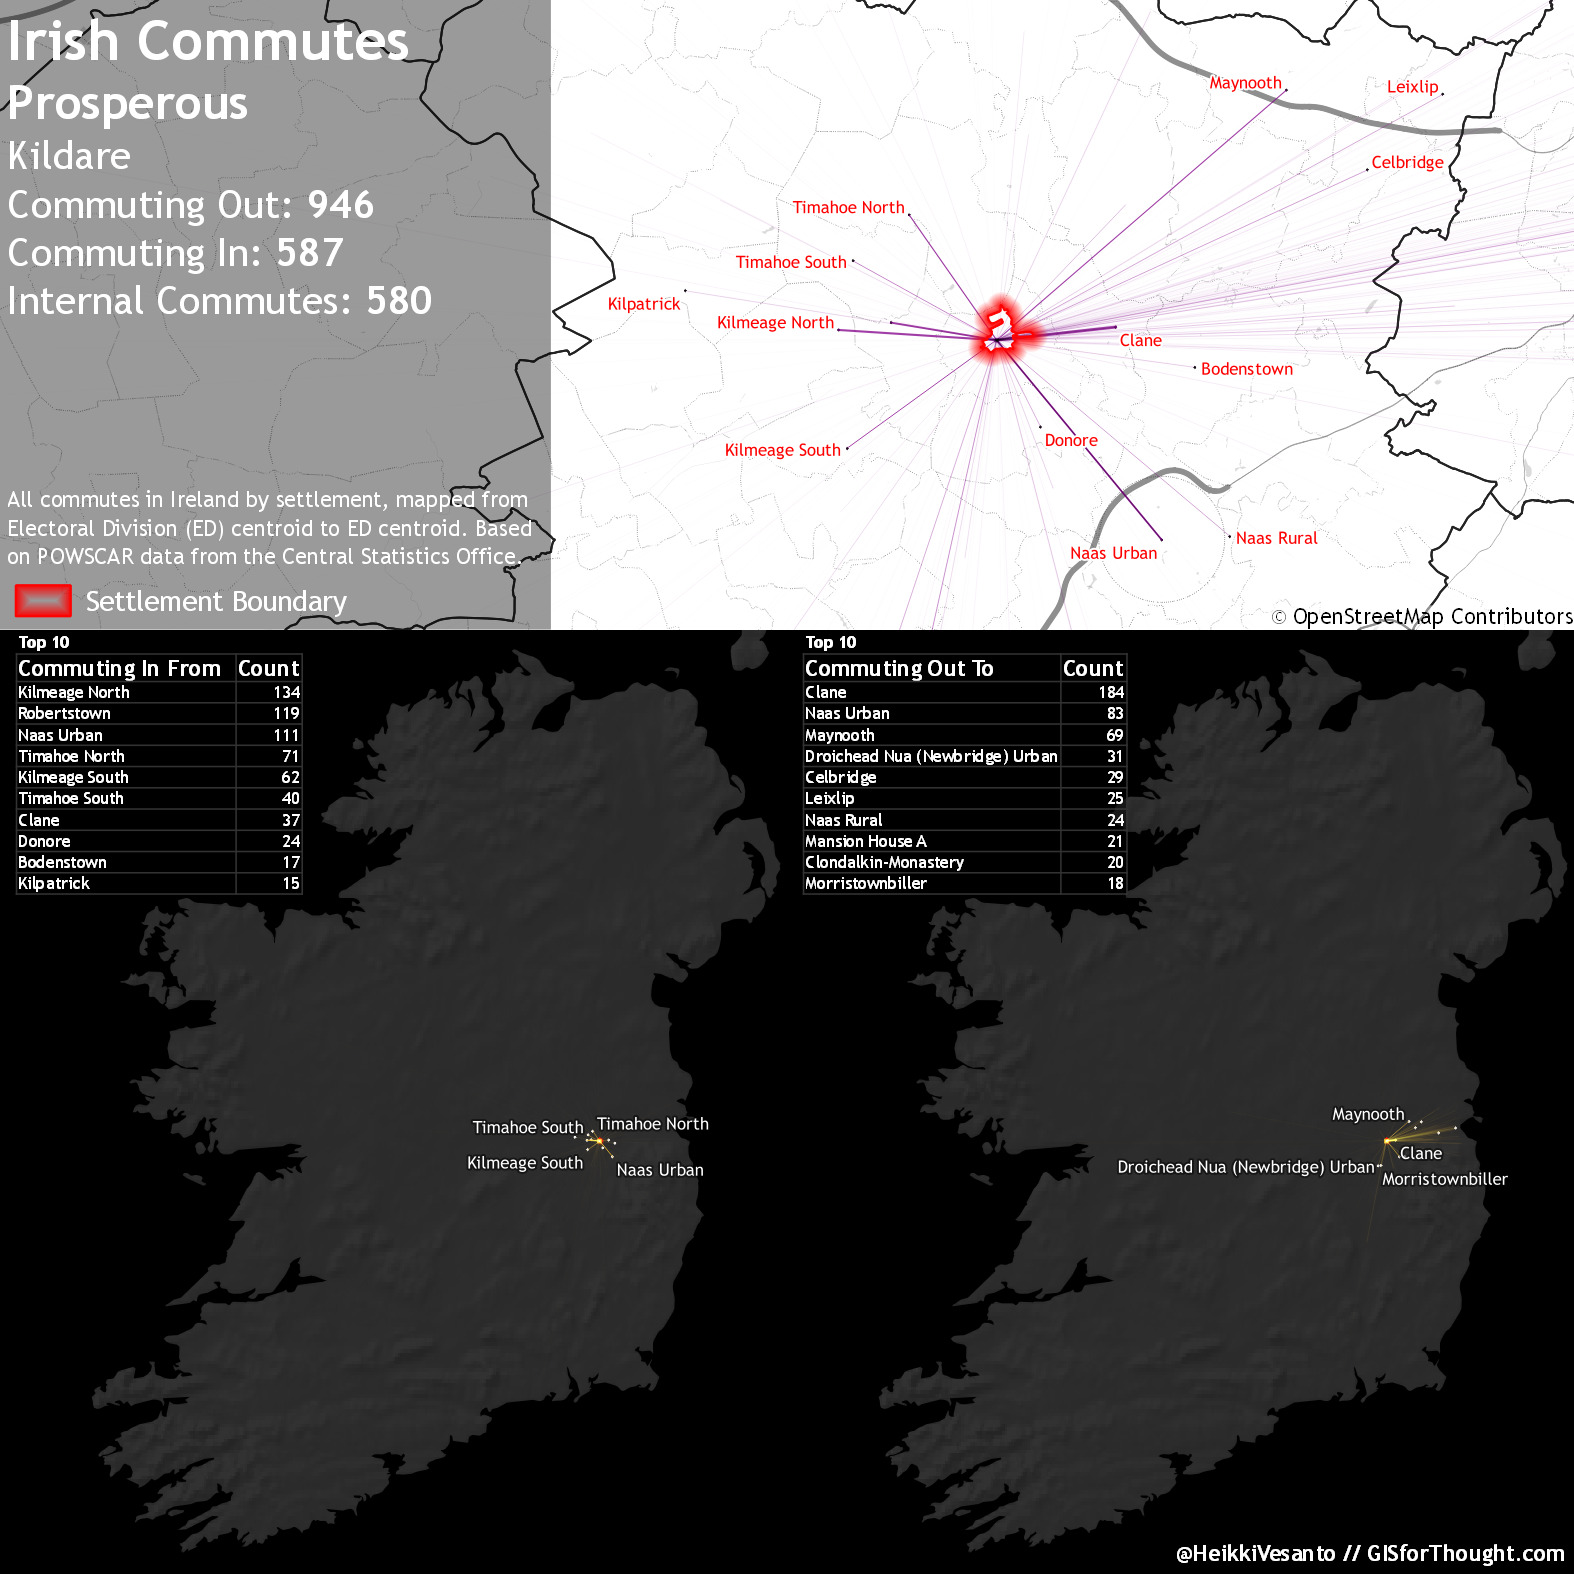 Irish Commutes
Prosperous
Kildare
Commuting Out: 946
Commuting In: 587
Internal Commutes: 580
All commutes in Ireland by settlement, mapped from
Electoral Division (ED) centroid to ED centroid. Based
on POWSCAR data from the Central Statistics Office.
Settlement Boundary
Maynooth
Leixlip
Celbridge
Timahoe North
Timahoe South
Kilpatrick
Kilmeage North
Clane
Bodenstown
Donore
Kilmeage South
Naas Rural
Naas Urban
© OpenStreetMap Contributors
Top 10
Commuting In From Count
Kilmeage North 134
Robertstown 119
Naas Urban 111
Timahoe North 71
Kilmeage South 62
Timahoe South 40
Clane 37
Donore 24
Bodenstown 17
Kilpatrick 15
Top 10
Commuting Out To Count
Clane 184
Naas Urban 83
Maynooth 69
Droichead Nua (Newbridge) Urban 31
Celbridge 29
Leixlip 25
Naas Rural 24
Mansion House A 21
Clondalkin-Monastery 20
Morristownbiller 18
Timahoe South
Timahoe North
Kilmeage South
Naas Urban
Maynooth
Clane
Droichead Nua (Newbridge) Urban
Morristownbiller
@HeikkiVesanto // GISforThought.com